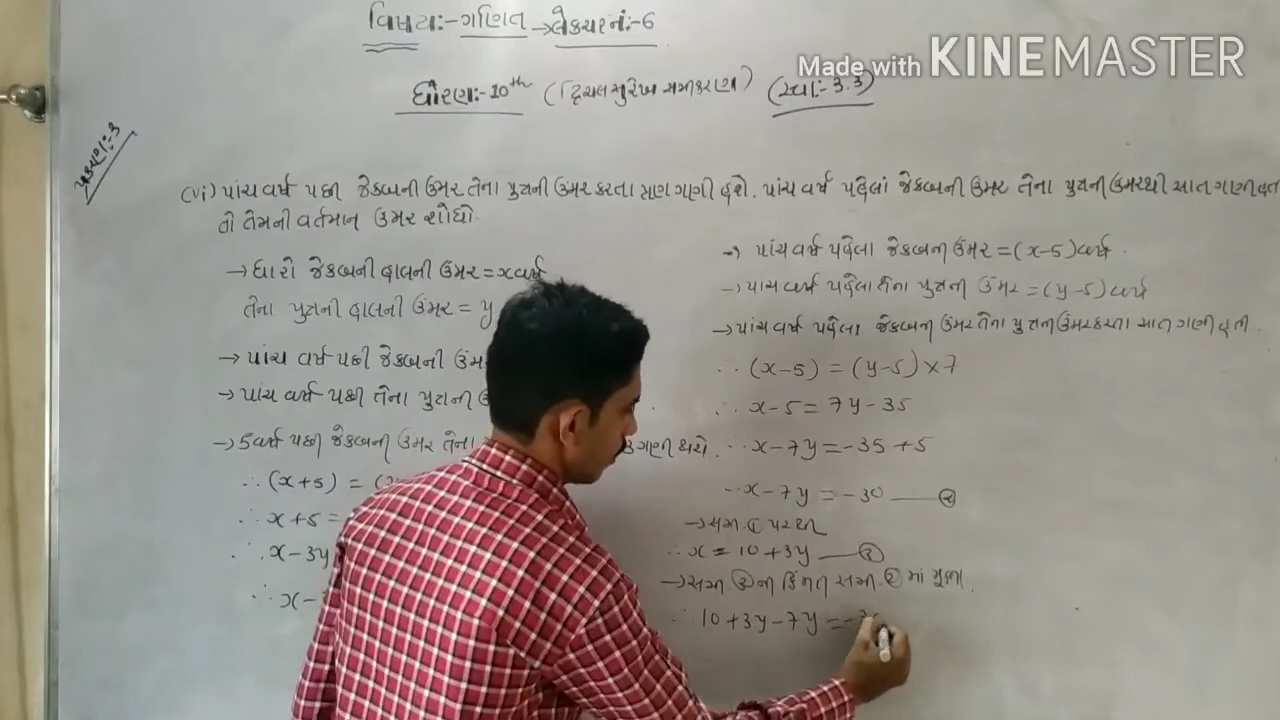 Made with KINEMASTER
વિષય:- ગણિત → લેક્ચર નં:-6
ધોરણ:- 10th (દ્વિચલ સુરેખ સમીકરણ) (સ્વા:- 3.3)
પ્રકરણ:-3
(vi) પાંચ વર્ષ પછી જેકબની ઉંમર તેના પુત્રની ઉંમર કરતા ત્રણ ગણી હશે. પાંચ વર્ષ પહેલાં જેકબની ઉંમર તેના પુત્રની ઉંમરથી સાત ગણી હત
તો તેમની વર્તમાન ઉંમર શોધો.
→ ધારો જેકબની હાલની ઉંમર = x વર્ષ
તેના પુત્રની હાલની ઉંમર = y
→ પાંચ વર્ષ પછી જેકબની ઉંમ
→ પાંચ વર્ષ પછી તેના પુત્રની ઉ
→ 5 વર્ષ પછી જેકબની ઉંમર તેના ગણી થશે.
∴ (x+5) = (
∴ x+5 =
∴ x-3y
∴ x-
→ પાંચ વર્ષ પહેલા જેકબની ઉંમર = (x-5) વર્ષ.
→ પાંચ વર્ષ પહેલા તેના પુત્રની ઉંમર = (y-5) વર્ષ
→ પાંચ વર્ષ પહેલા જેકબની ઉંમર તેના પુત્રની ઉંમર કરતા સાત ગણી હતી
∴ (x-5) = (y-5)×7
∴ x-5 = 7y-35
∴ x-7y = -35+5
∴ x-7y = -30 —— ②
→ સમી ① પરથી
∴ x = 10+3y —— ③
→ સમી ③ની કિંમત સમી ② માં મુકતા.
∴ 10+3y-7y = -3